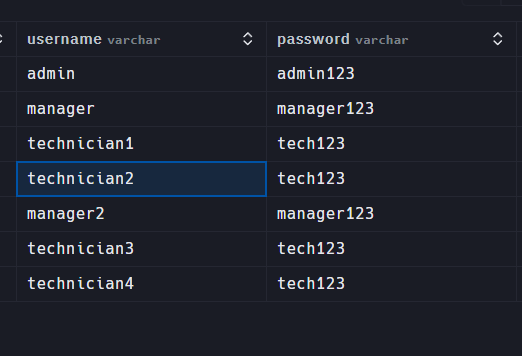 username varchar password varchar
admin admin123
manager manager123
technician1 tech123
technician2 tech123
manager2 manager123
technician3 tech123
technician4 tech123